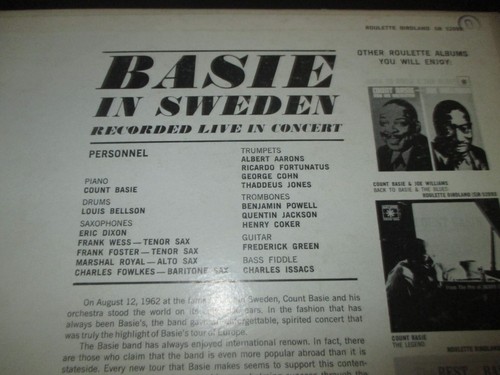 ROULETTE BIRDLAND SR
OTHER ROULETTE ALBUMS
YOU WILL ENJOY:
BASIE
IN SWEDEN
RECORDED LIVE IN CONCERT
PERSONNEL
PIANO
COUNT BASIE
DRUMS
LOUIS BELLSON
SAXOPHONES
ERIC DIXON
FRANK WESS — TENOR SAX
FRANK FOSTER — TENOR SAX
MARSHAL ROYAL — ALTO SAX
CHARLES FOWLKES — BARITONE SAX
TRUMPETS
ALBERT AARONS
RICARDO FORTUNATUS
GEORGE COHN
THADDEUS JONES
TROMBONES
BENJAMIN POWELL
QUENTIN JACKSON
HENRY COKER
GUITAR
FREDERICK GREEN
BASS FIDDLE
CHARLES ISSACS
COUNT BASIE & JOE WILLIAMS
BACK TO BASIE & THE BLUES
ROULETTE BIRDLAND
COUNT BASIE
THE LEGEND
On August 12, 1962 at the Sweden, Count Basie and his
orchestra stood the world on its ears. In the fashion that has
always been Basie's, the band gave forgettable, spirited concert that
was truly the highlight of Basie's tour of Europe.
The Basie band has always enjoyed international renown. In fact, there
are those who claim that the band is even more popular abroad than it is
stateside. Every new tour that Basie makes seems to support this conten-
through the